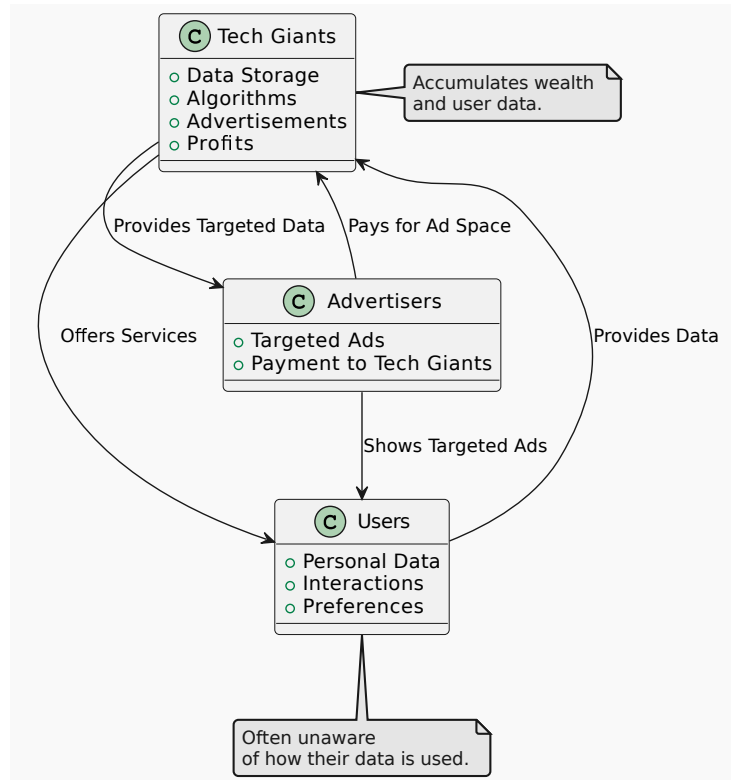 C Tech Giants
Data Storage
Algorithms
Advertisements
Profits
Accumulates wealth
and user data.
Provides Targeted Data
Pays for Ad Space
C Advertisers
Targeted Ads
Payment to Tech Giants
Offers Services
Provides Data
Shows Targeted Ads
C Users
Personal Data
Interactions
Preferences
Often unaware
of how their data is used.